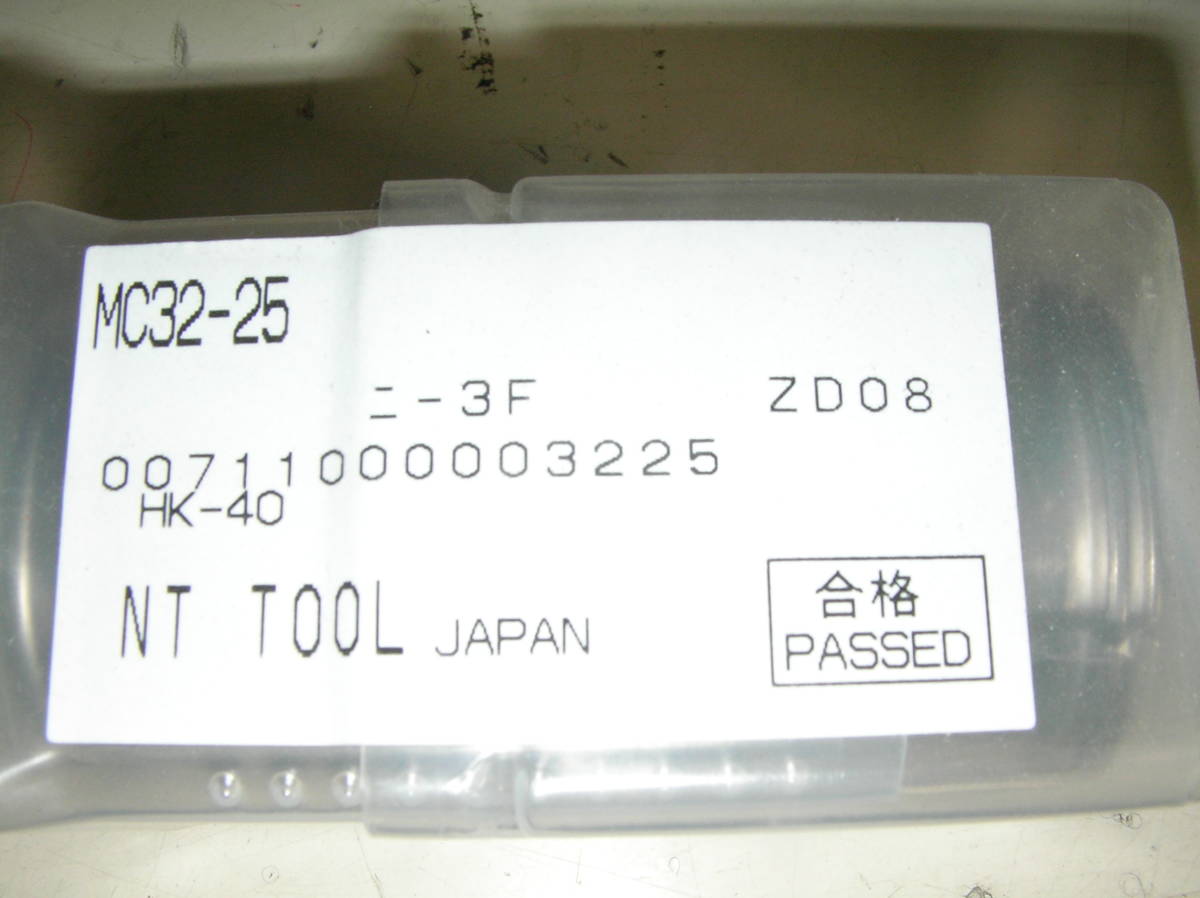 MC32-25
ニ-3F ZD08
00711000003225
HK-40
NT TOOL JAPAN
合格
PASSED